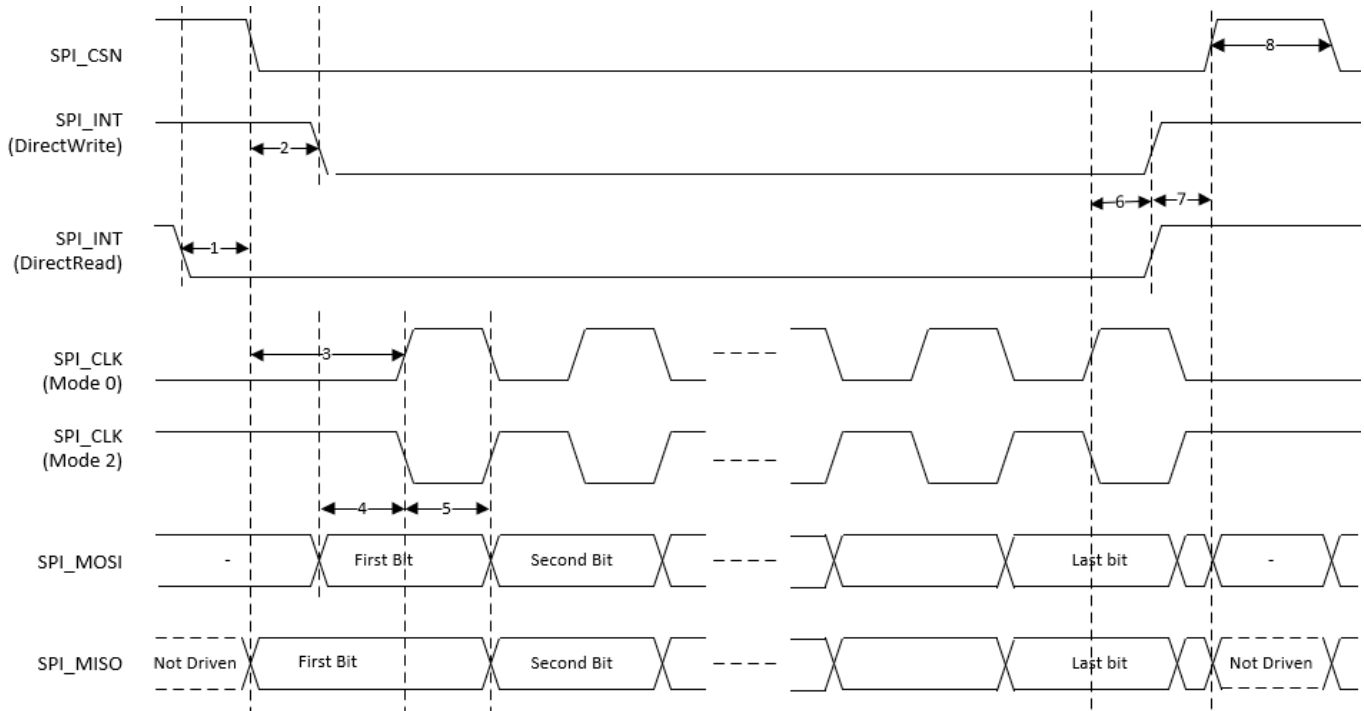 SPI_CSN
8
SPI_INT
(DirectWrite)
2
6
7
SPI_INT
(DirectRead)
1
SPI_CLK
(Mode 0)
3
SPI_CLK
(Mode 2)
4
5
SPI_MOSI
-
First Bit
Second Bit
Last bit
-
SPI_MISO
Not Driven
First Bit
Second Bit
Last bit
Not Driven